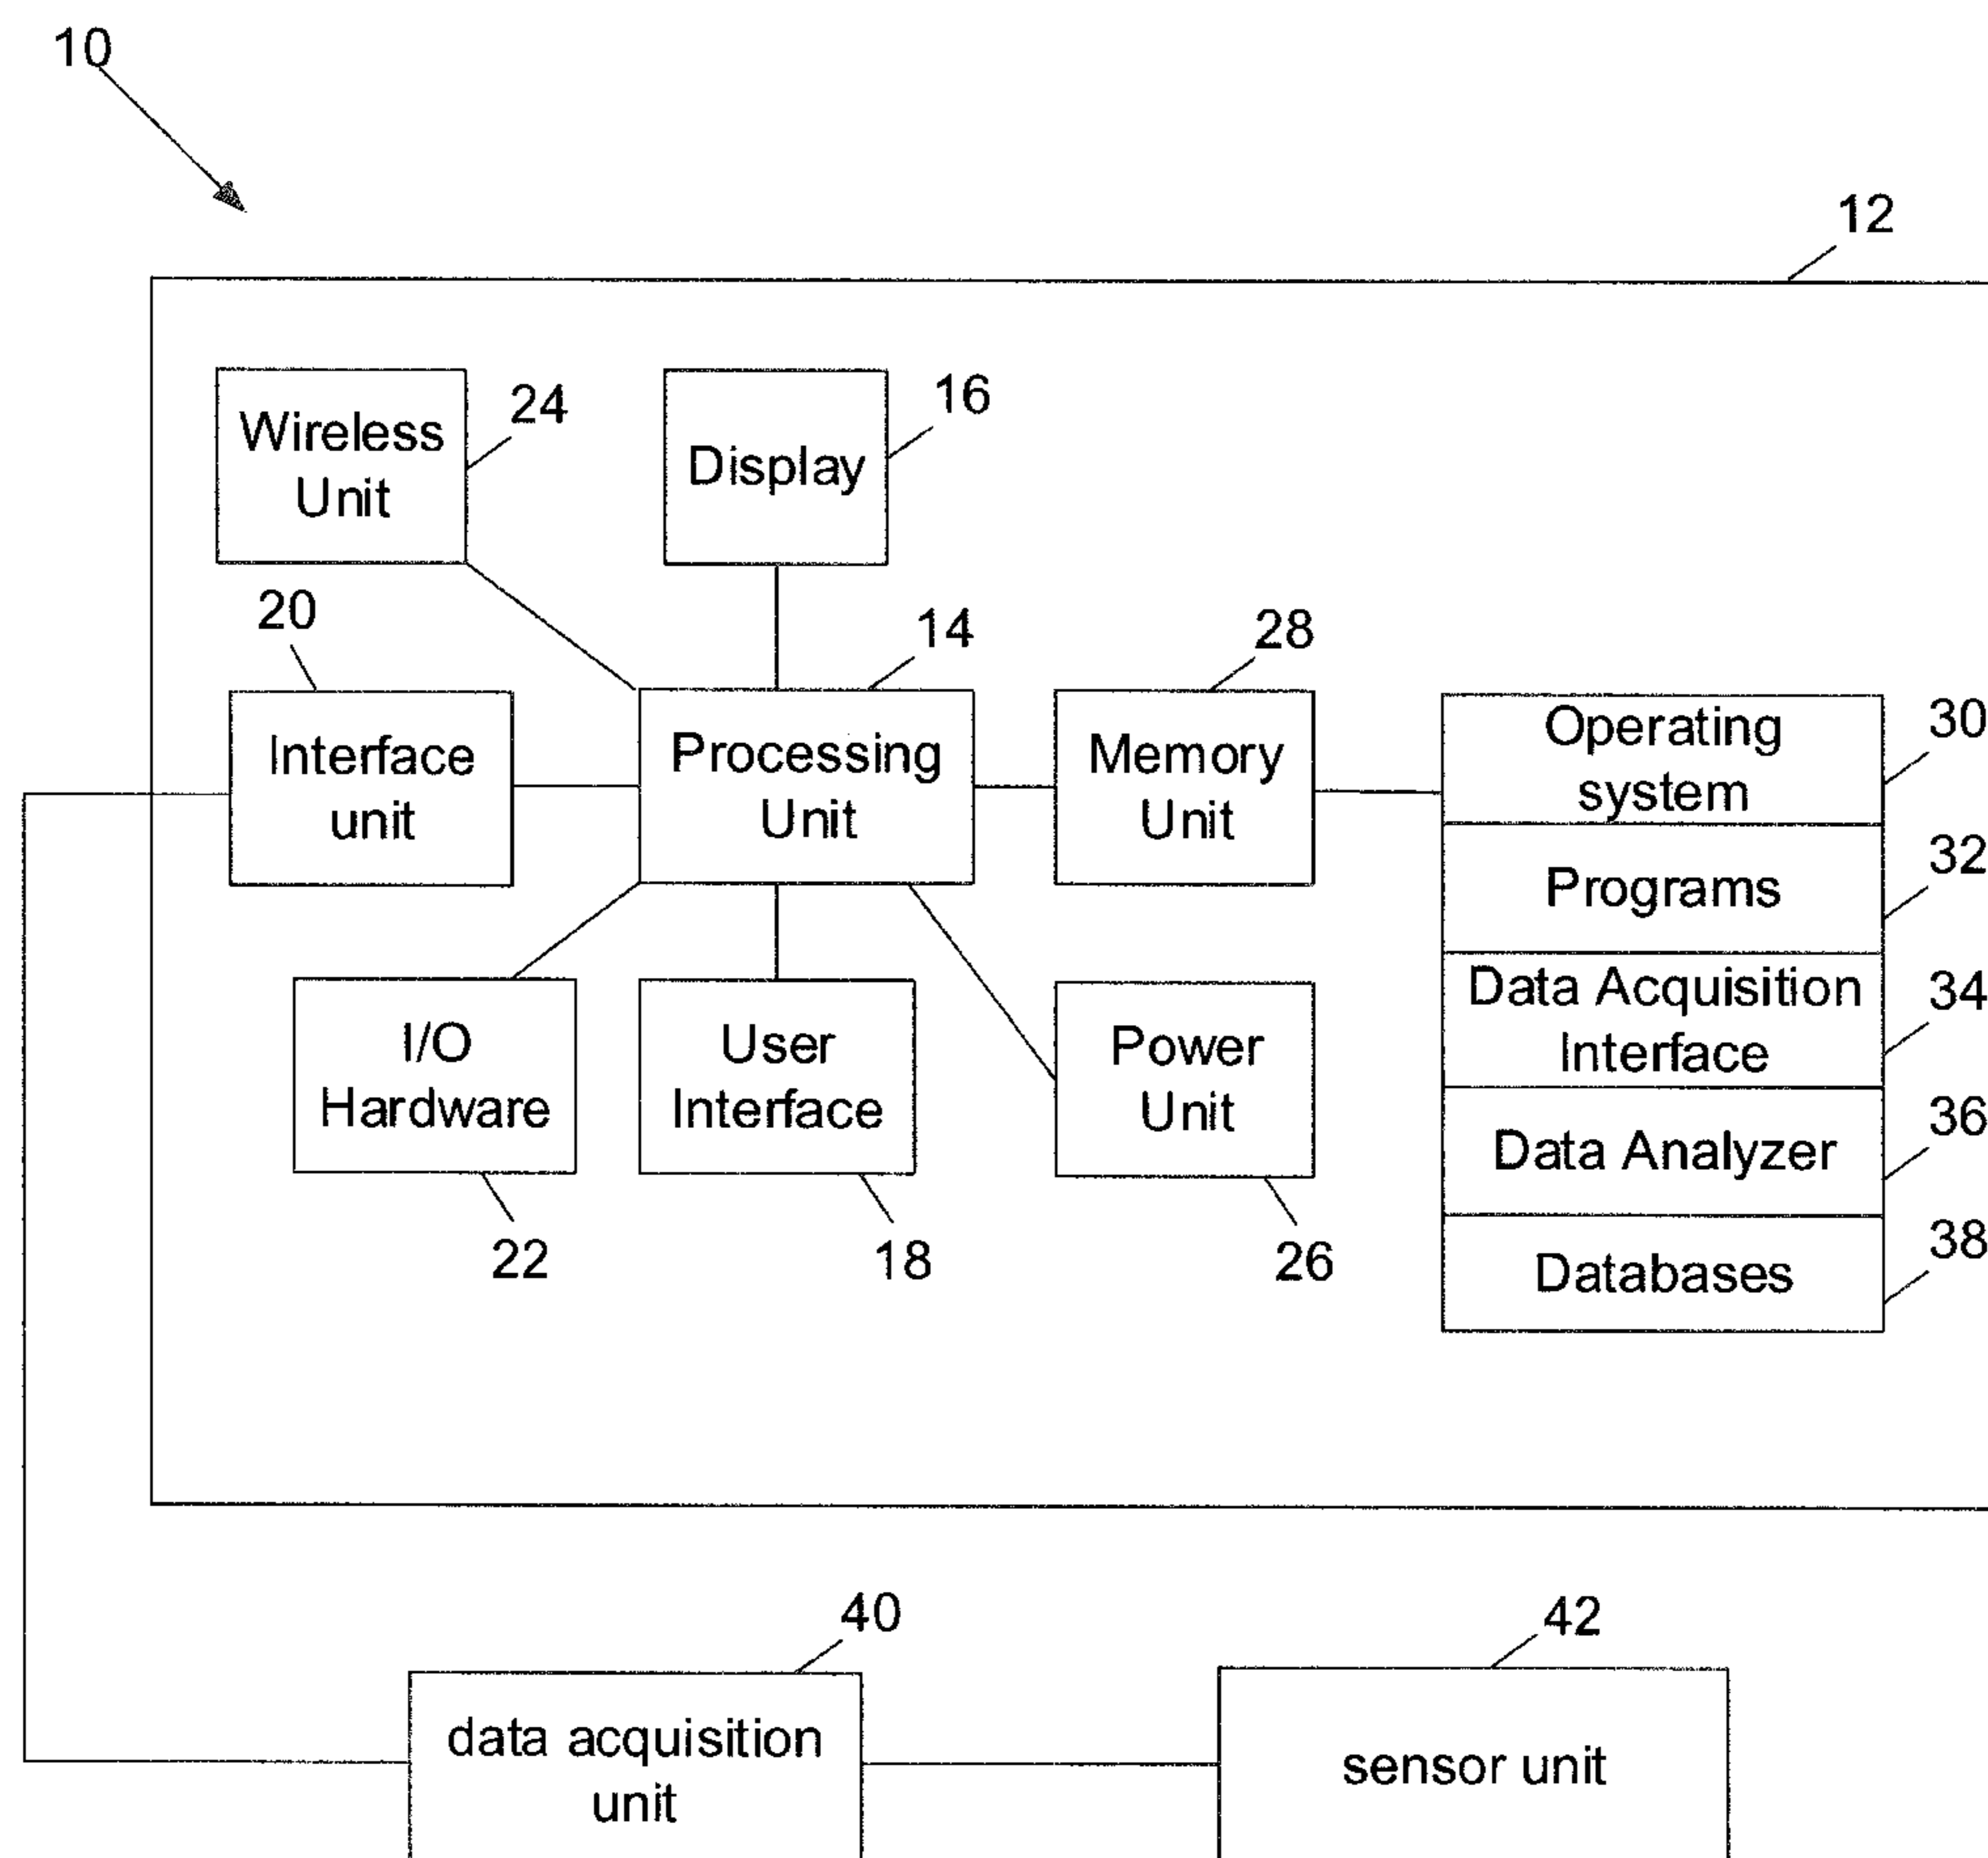 10
12
Wireless
Unit
24
Display
16
20
14
28
Interface
unit
Processing
Unit
Memory
Unit
Operating
system
30
Programs
32
Data Acquisition
Interface
34
Data Analyzer
36
Databases
38
I/O
Hardware
User
Interface
Power
Unit
22
18
26
40
42
data acquisition
unit
sensor unit